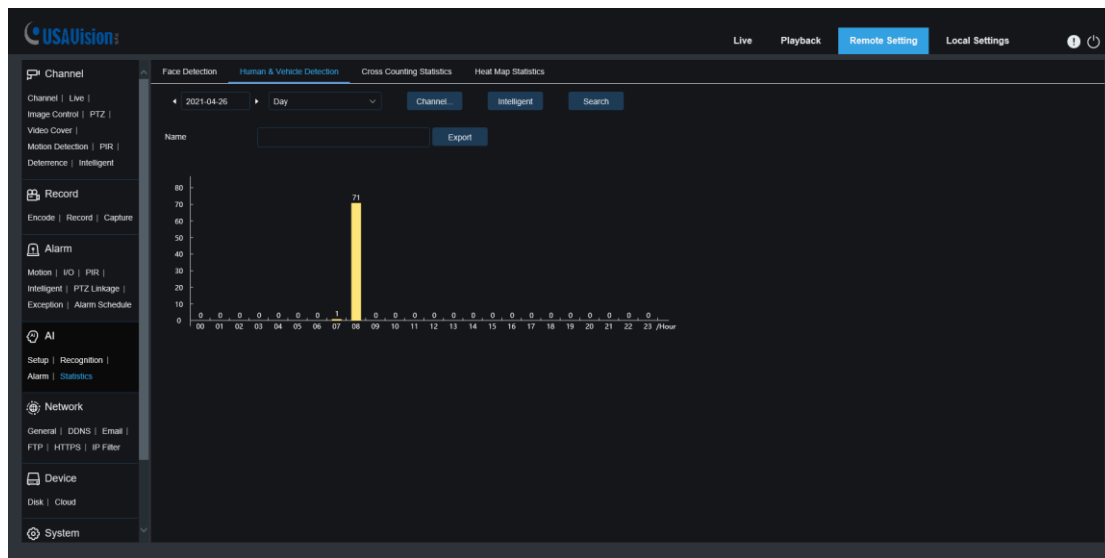 USAVision
Live Playback Remote Setting Local Settings
Channel
Channel | Live |
Image Control | PTZ |
Video Cover |
Motion Detection | PIR |
Deterrence | Intelligent
Record
Encode | Record | Capture
Alarm
Motion | I/O | PIR |
Intelligent | PTZ Linkage |
Exception | Alarm Schedule
AI
Setup | Recognition |
Alarm | Statistics
Network
General | DDNS | Email |
FTP | HTTPS | IP Filter
Device
Disk | Cloud
System
Face Detection Human & Vehicle Detection Cross Counting Statistics Heat Map Statistics
2021-04-26 Day Channel... Intelligent Search
Name Export
80
71
70
60
50
40
30
20
10
0 0 0 0 0 0 0 1 0 0 0 0 0 0 0 0 0 0 0 0 0 0 0
0
00 01 02 03 04 05 06 07 08 09 10 11 12 13 14 15 16 17 18 19 20 21 22 23 /Hour